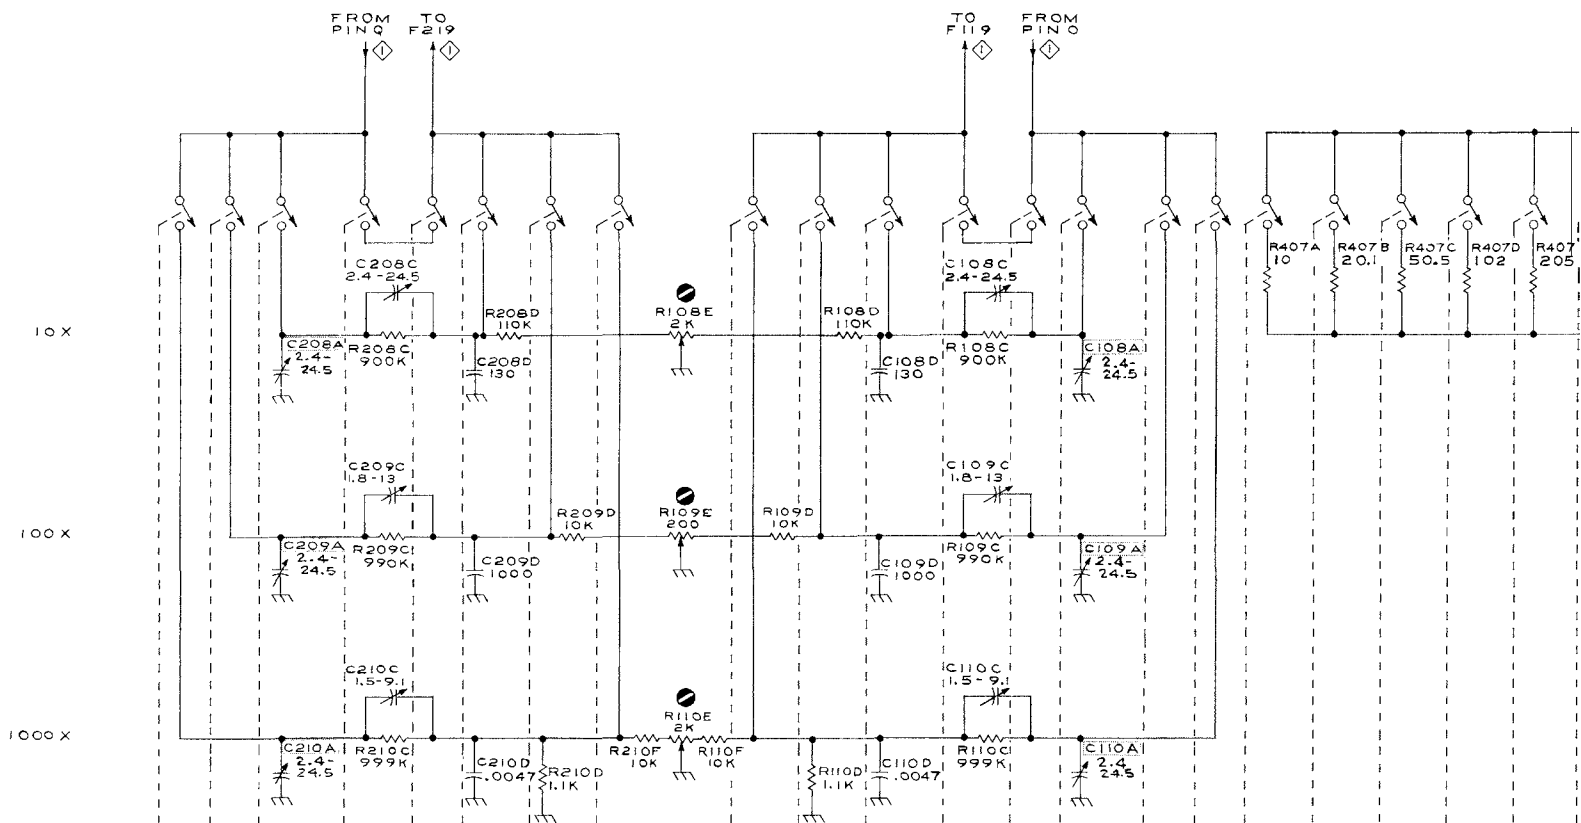 FROM
PIN Q
1
TO
F219
1
TO
F119
1
FROM
PIN O
1
R407A
10
R407B
20.1
R407C
50.5
R407D
102
R407
205
C208C
2.4-24.5
C108C
2.4-24.5
10X
C208A
2.4-
24.5
R208C
900K
C208D
130
R208D
110K
R108E
2K
R108D
110K
C108D
130
R108C
900K
C108A
2.4-
24.5
C209C
1.8-13
C109C
1.8-13
100X
C209A
2.4-
24.5
R209C
990K
C209D
1000
R209D
10K
R109E
200
R109D
10K
C109D
1000
R109C
990K
C109A
2.4-
24.5
C210C
1.5-9.1
C110C
1.5-9.1
1000X
C210A
2.4-
24.5
R210C
999K
C210D
.0047
R210D
1.1K
R210F
10K
R110E
2K
R110F
10K
R110D
1.1K
C110D
.0047
R110C
999K
C110A
2.4
24.5